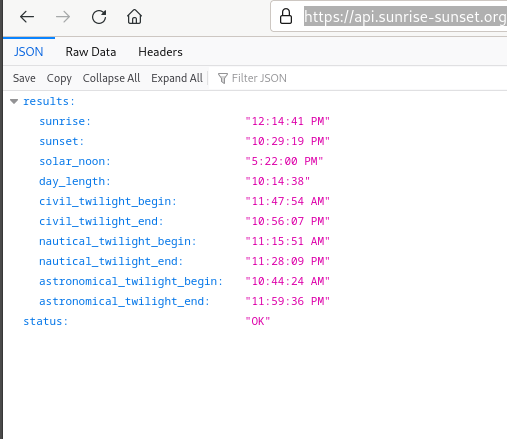 https://api.sunrise-sunset.org
JSON Raw Data Headers
Save Copy Collapse All Expand All Filter JSON
results:
sunrise: "12:14:41 PM"
sunset: "10:29:19 PM"
solar_noon: "5:22:00 PM"
day_length: "10:14:38"
civil_twilight_begin: "11:47:54 AM"
civil_twilight_end: "10:56:07 PM"
nautical_twilight_begin: "11:15:51 AM"
nautical_twilight_end: "11:28:09 PM"
astronomical_twilight_begin: "10:44:24 AM"
astronomical_twilight_end: "11:59:36 PM"
status: "OK"